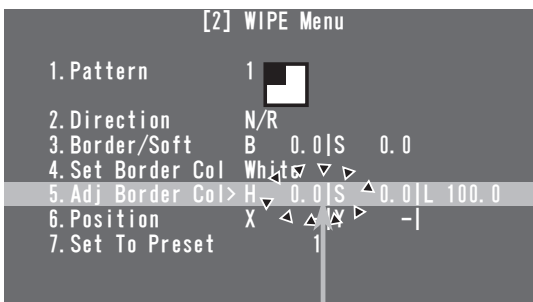 [2] WIPE Menu
1.Pattern 1
2.Direction N/R
3.Border/Soft B 0.0|S 0.0
4.Set Border Col White
5.Adj Border Col> H 0.0|S 0.0|L 100.0
6.Position X -|Y -|
7.Set To Preset 1